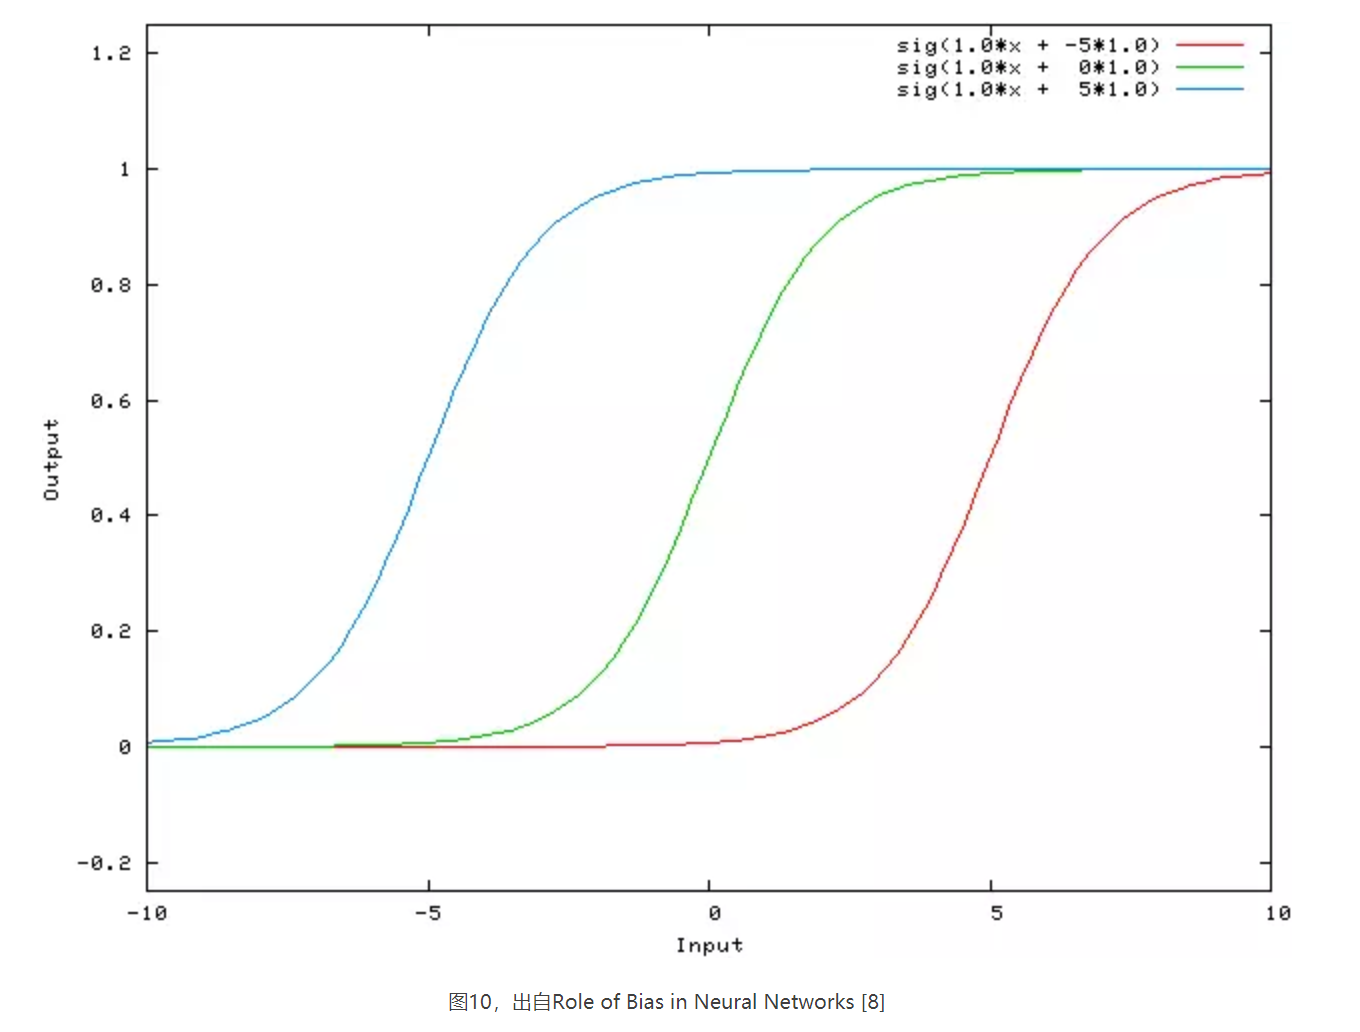 sig(1.0*x + -5*1.0)
sig(1.0*x +  0*1.0)
sig(1.0*x +  5*1.0)
1.2
1
0.8
0.6
0.4
0.2
0
-0.2
Output
-10 -5 0 5 10
Input
图10，出自Role of Bias in Neural Networks [8]